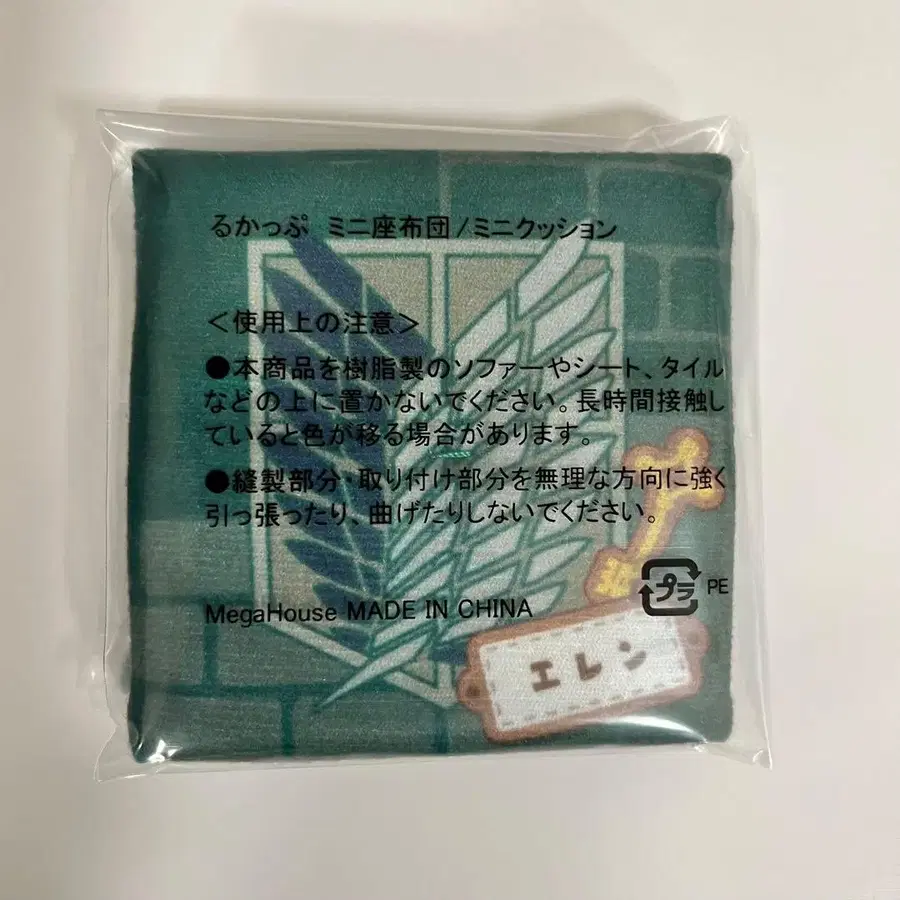 るかっぷ ミニ座布団/ミニクッション
＜使用上の注意＞
●本商品を樹脂製のソファーやシート、タイル
などの上に置かないでください。長時間接触し
ていると色が移る場合があります。
●縫製部分・取り付け部分を無理な方向に強く
引っ張ったり、曲げたりしないでください。
プラ PE
MegaHouse MADE IN CHINA
エレン